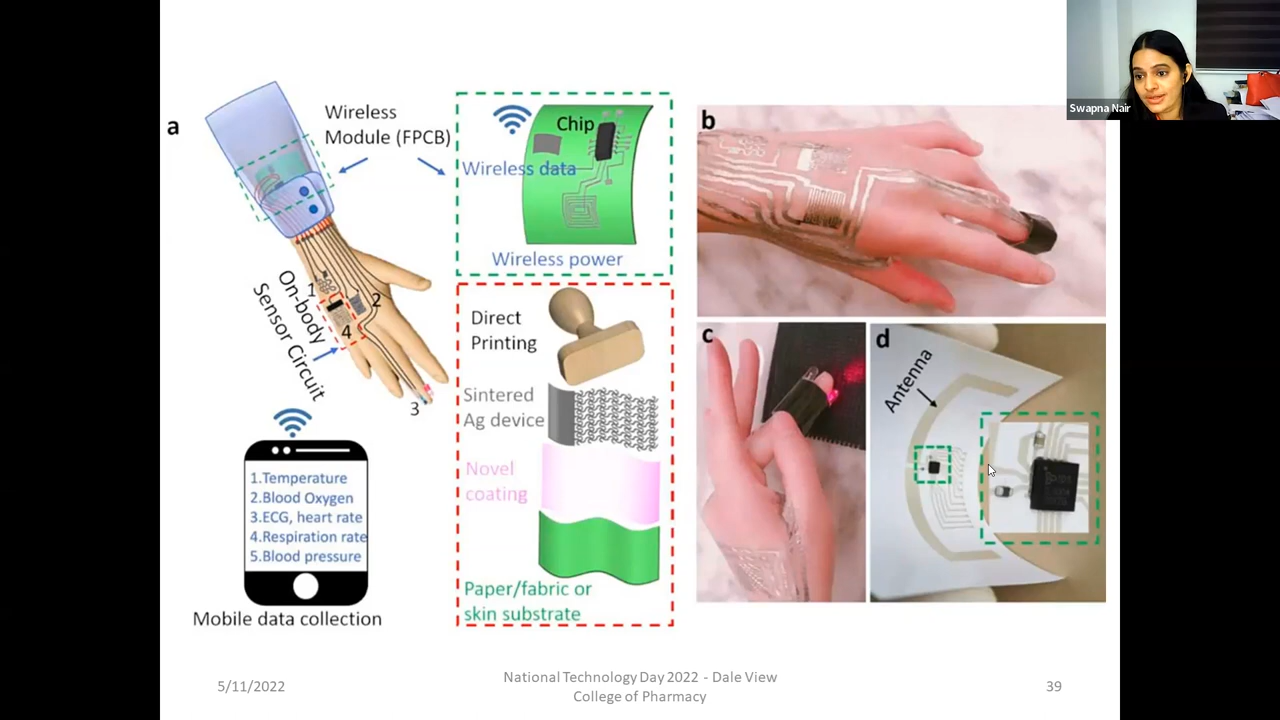 Swapna Nair
a
Wireless
Module (FPCB)
1
2
4
3
On-body
Sensor Circuit
1.Temperature
2.Blood Oxygen
3.ECG, heart rate
4.Respiration rate
5.Blood pressure
Mobile data collection
Chip
Wireless data
Wireless power
Direct
Printing
Sintered
Ag device
Novel
coating
Paper/fabric or
skin substrate
b
c
d
Antenna
5/11/2022
National Technology Day 2022 - Dale View
College of Pharmacy
39